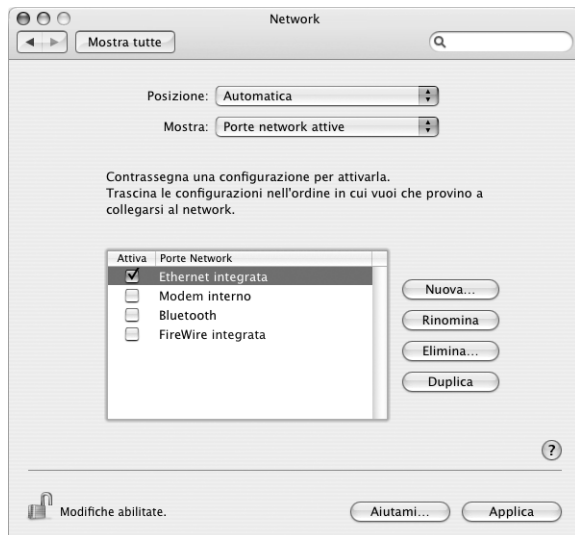 Network
Mostra tutte
Posizione: Automatica
Mostra: Porte network attive
Contrassegna una configurazione per attivarla.
Trascina le configurazioni nell'ordine in cui vuoi che provino a
collegarsi al network.
Attiva Porte Network
Ethernet integrata
Modem interno
Bluetooth
FireWire integrata
Nuova...
Rinomina
Elimina...
Duplica
?
Modifiche abilitate.
Aiutami... Applica